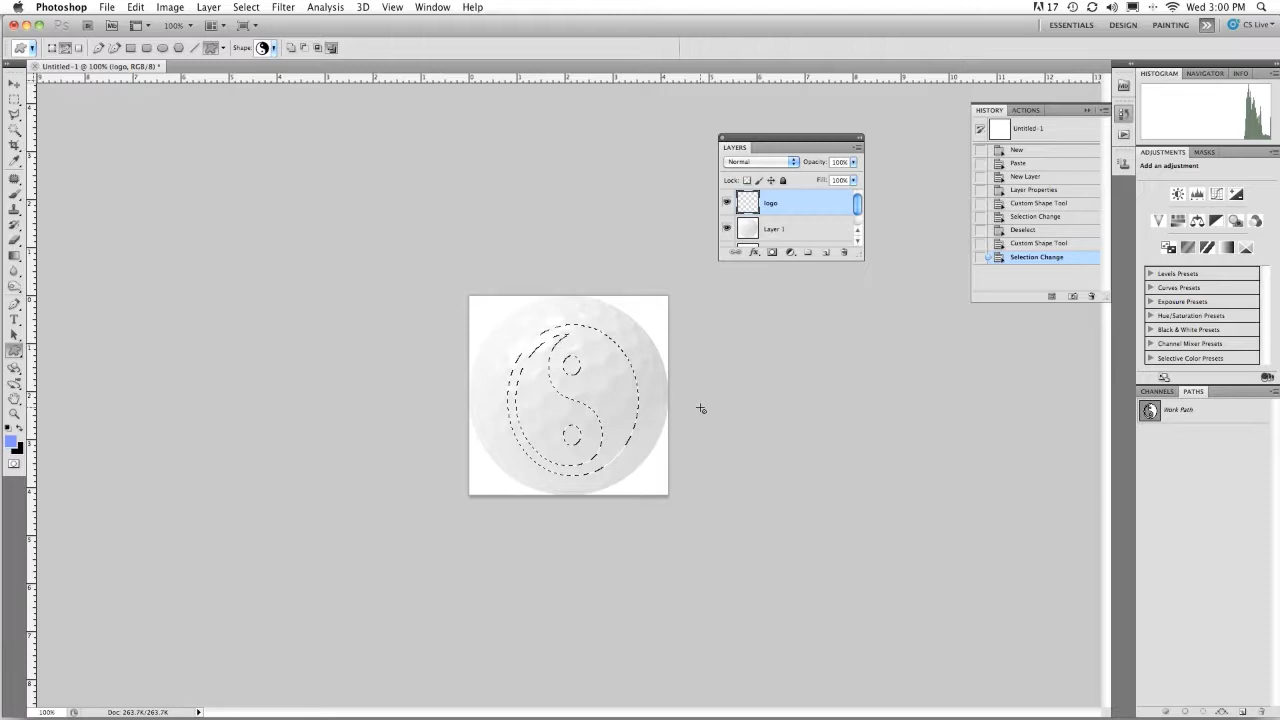 Photoshop File Edit Image Layer Select Filter Analysis 3D View Window Help 17 Wed 3:00 PM
Ps Br Mb 100% ESSENTIALS DESIGN PAINTING CS Live
Shape:
Untitled-1 @ 100% (logo, RGB/8) *
HISTOGRAM NAVIGATOR INFO
HISTORY ACTIONS
Untitled-1
New
Paste
New Layer
Layer Properties
Custom Shape Tool
Selection Change
Deselect
Custom Shape Tool
Selection Change
LAYERS
Normal Opacity: 100%
Lock: Fill: 100%
logo
Layer 1
ADJUSTMENTS MASKS
Add an adjustment
Levels Presets
Curves Presets
Exposure Presets
Hue/Saturation Presets
Black & White Presets
Channel Mixer Presets
Selective Color Presets
CHANNELS PATHS
Work Path
100% Doc: 263.7K/263.7K